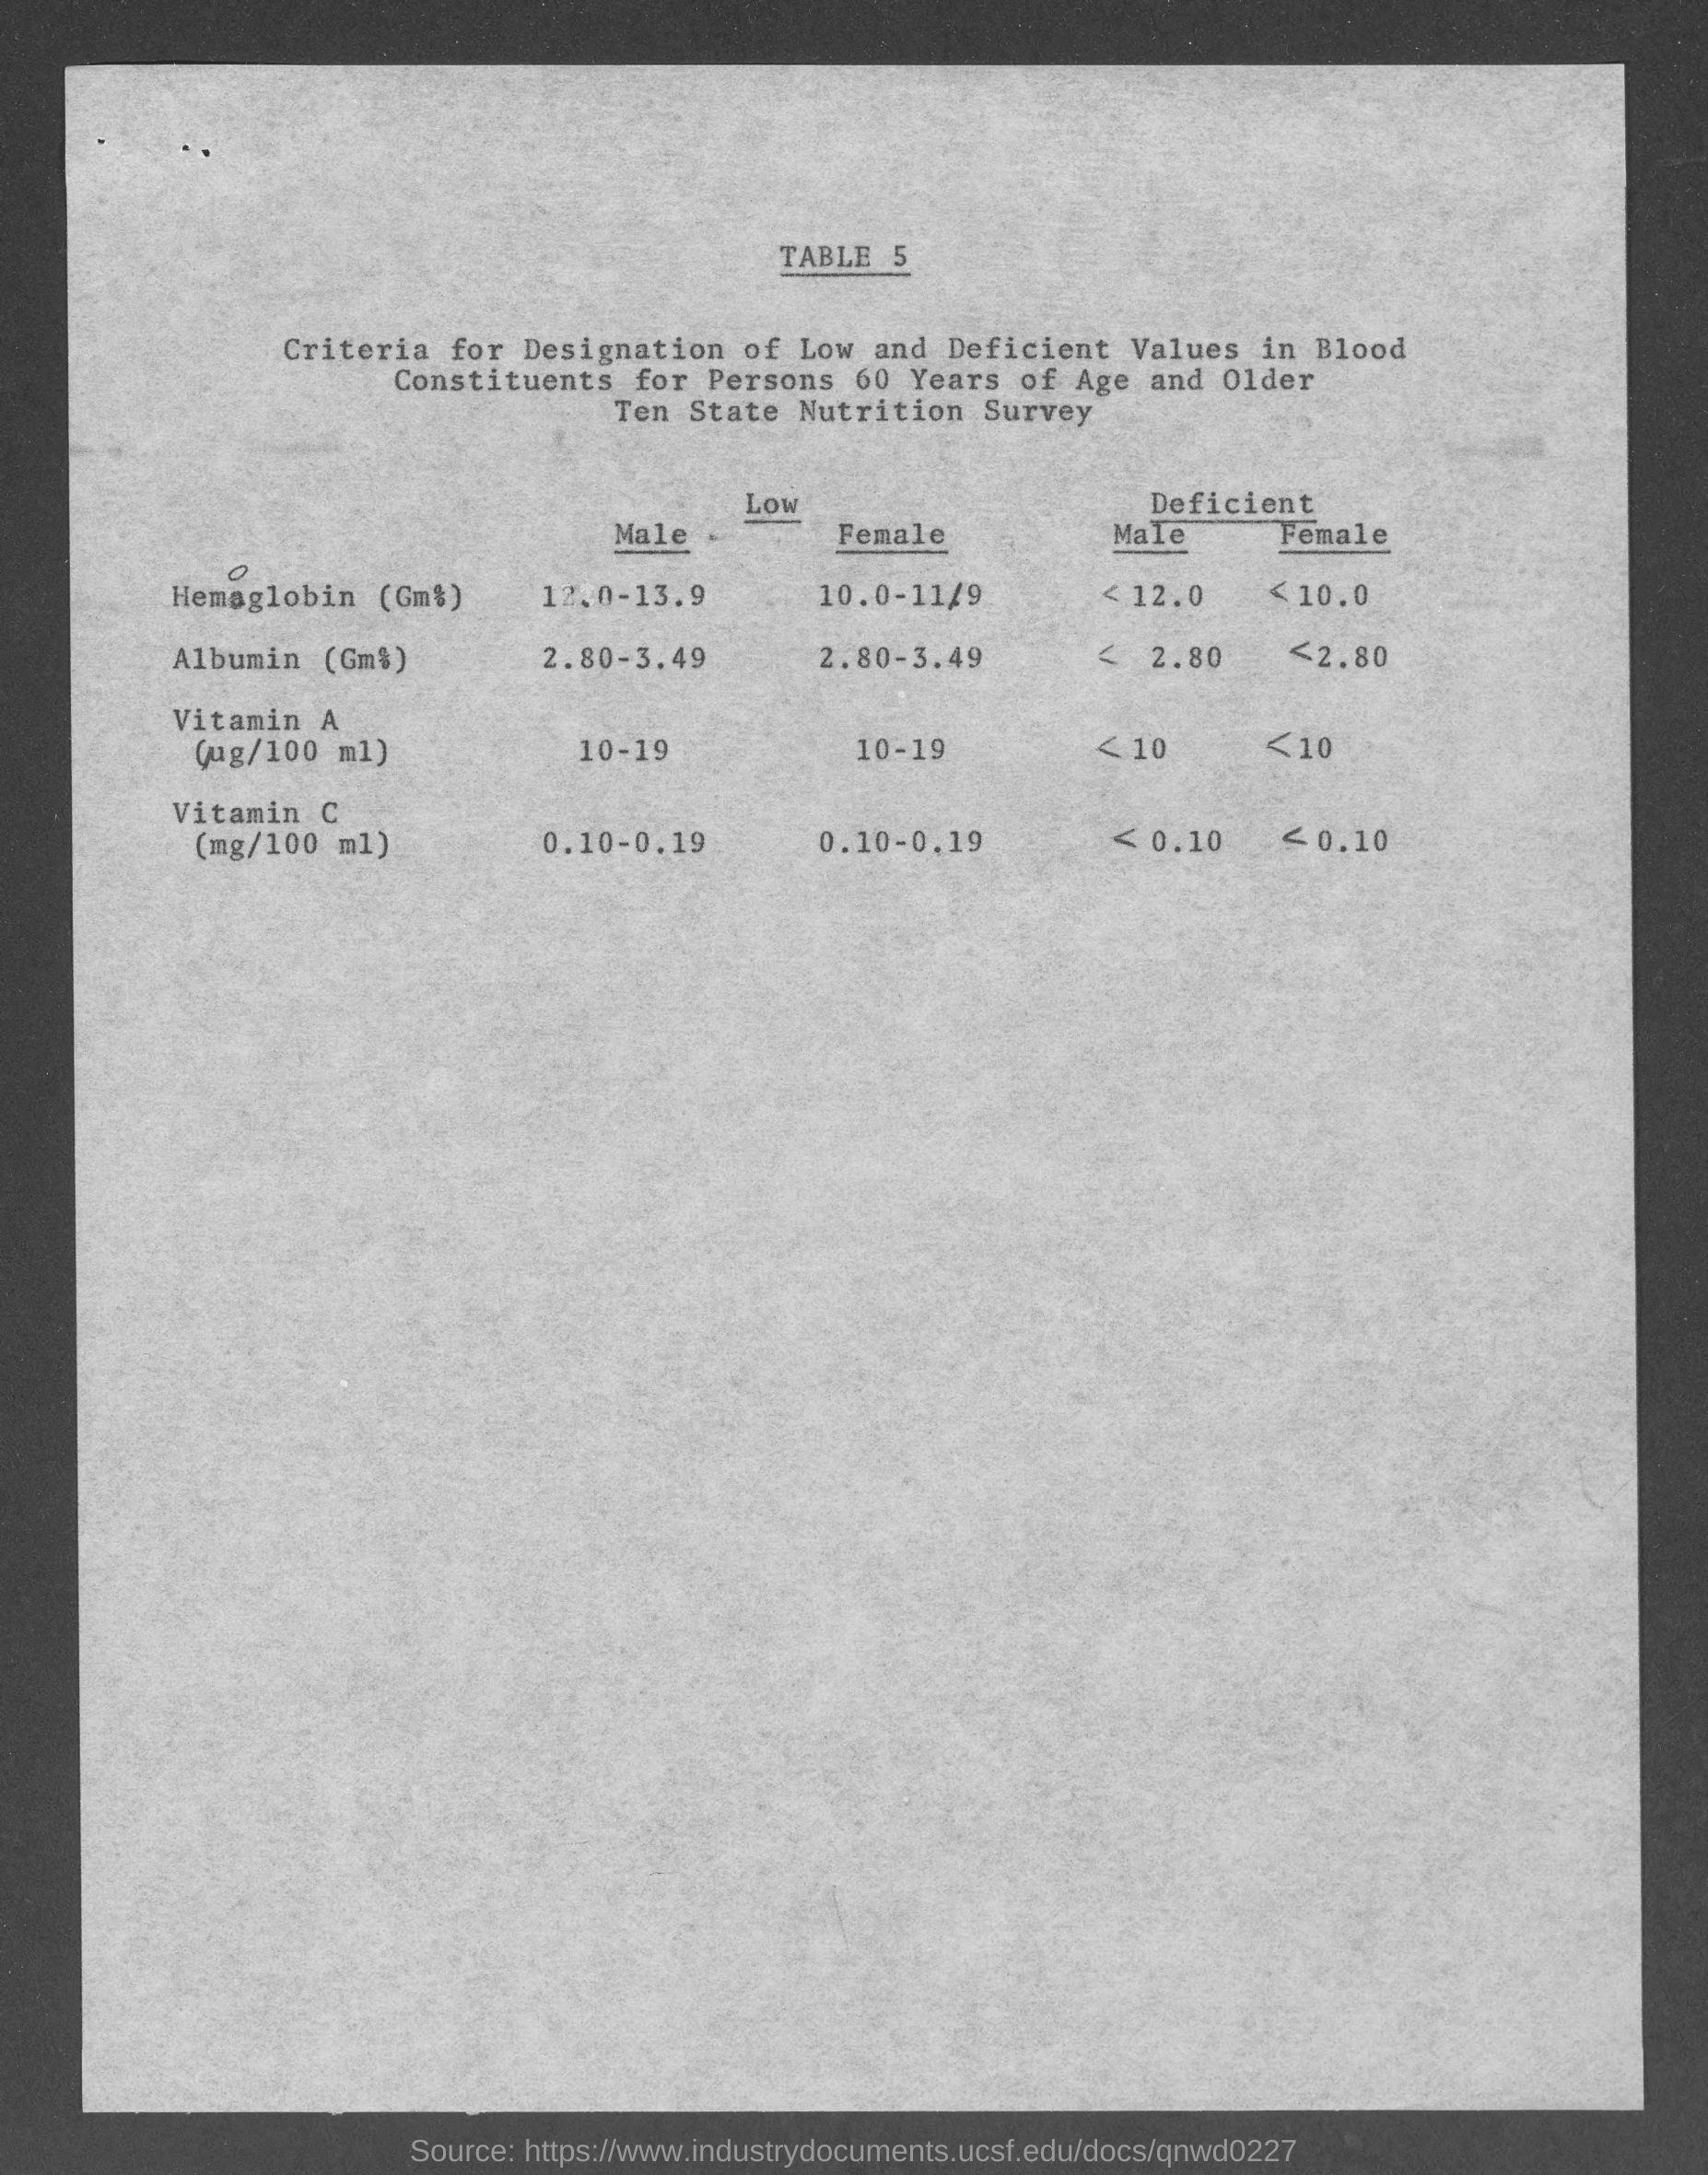 TABLE 5
Criteria for Designation of Low and Deficient Values in Blood
Constituents for Persons 60 Years of Age and Older
Ten State Nutrition Survey
Low Deficient
Male Female Male Female
o
Hemaglobin (Gm%) 12.0-13.9 10.0-11/9 < 12.0 < 10.0
Albumin (Gm%) 2.80-3.49 2.80-3.49 < 2.80 <2.80
Vitamin A
(µg/100 ml) 10-19 10-19 < 10 <10
Vitamin C
(mg/100 ml) 0.10-0.19 0.10-0.19 < 0.10 < 0.10
Source: https://www.industrydocuments.ucsf.edu/docs/qnwd0227